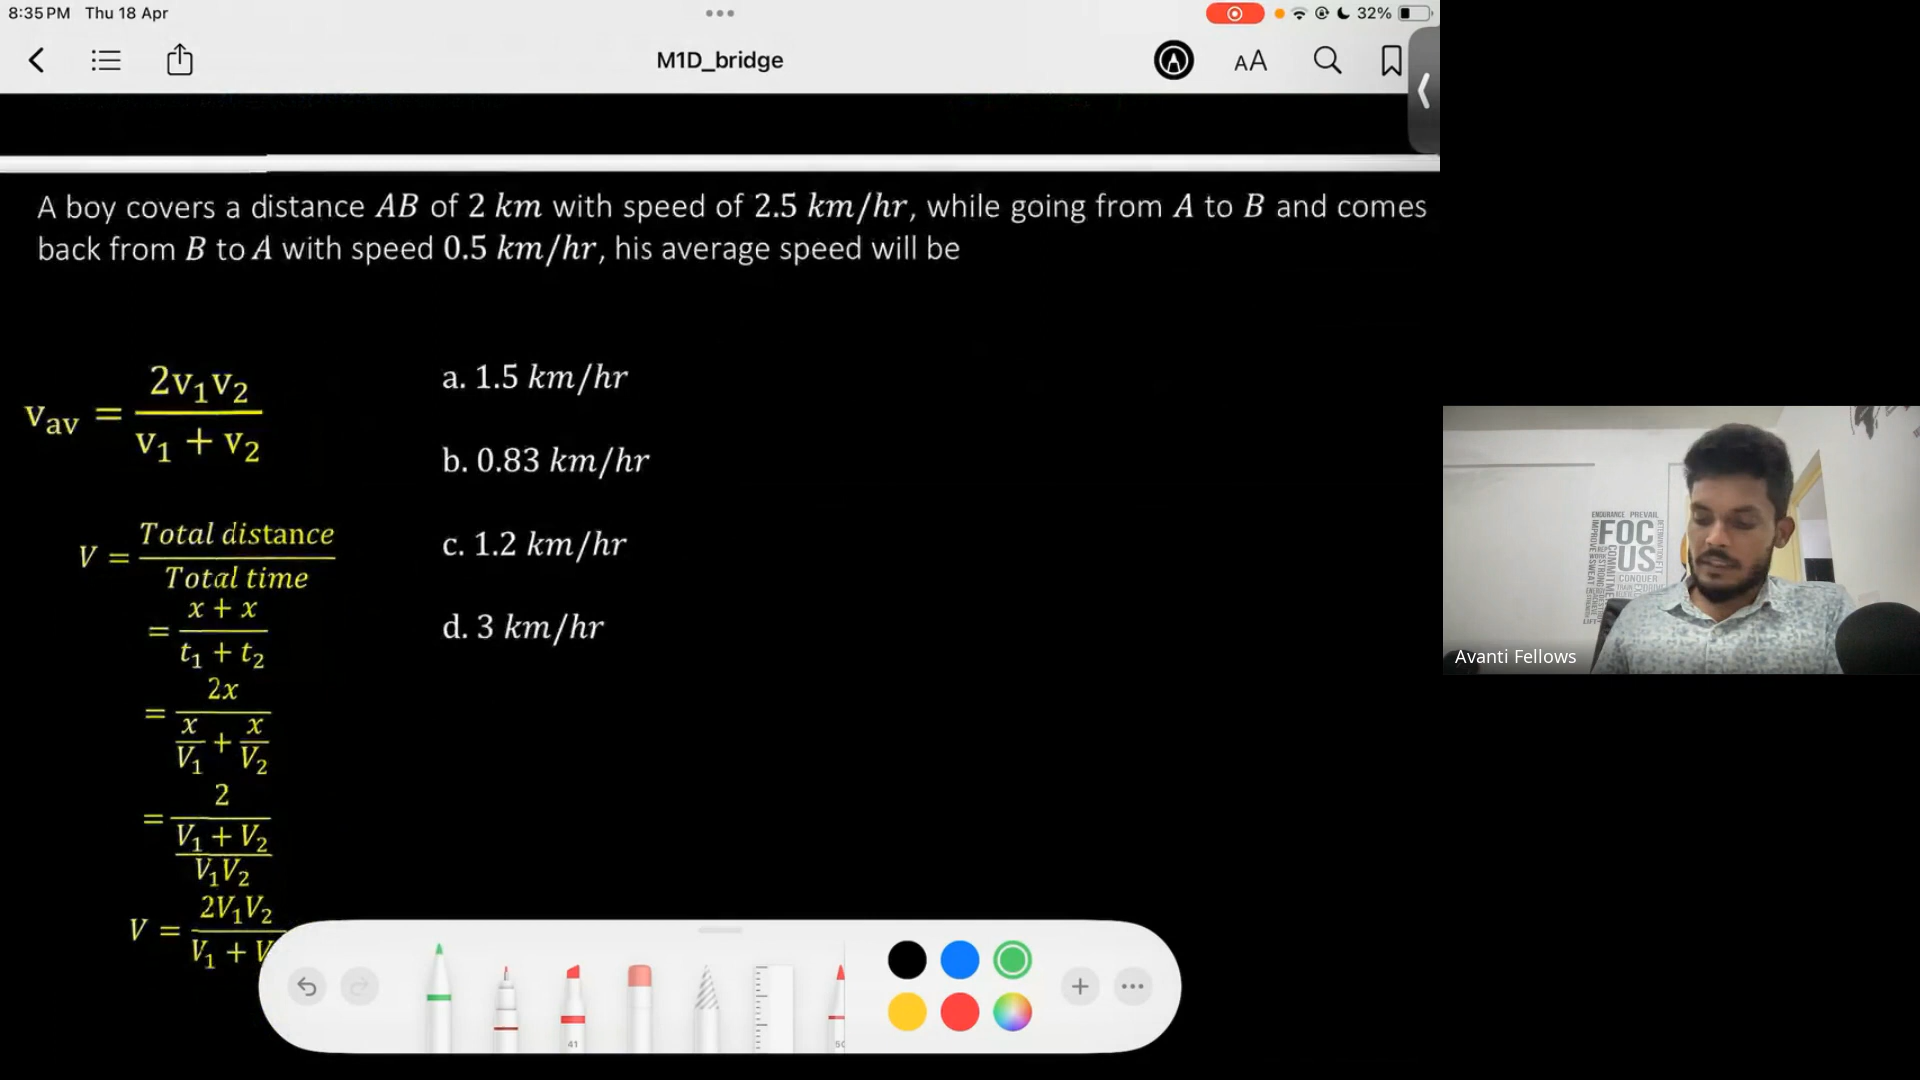 8:35 PM Thu 18 Apr
32%
M1D_bridge
AA
A boy covers a distance AB of 2 km with speed of 2.5 km/hr, while going from A to B and comes
back from B to A with speed 0.5 km/hr, his average speed will be
v_av = 2v₁v₂ / v₁ + v₂
a. 1.5 km/hr
b. 0.83 km/hr
c. 1.2 km/hr
d. 3 km/hr
V = Total distance / Total time
= x + x / t₁ + t₂
= 2x / x/V₁ + x/V₂
= 2 / V₁ + V₂ / V₁V₂
V = 2V₁V₂ / V₁ + V
41
50
ENDURANCE PREVAIL
FOC
US
CONQUER
Avanti Fellows